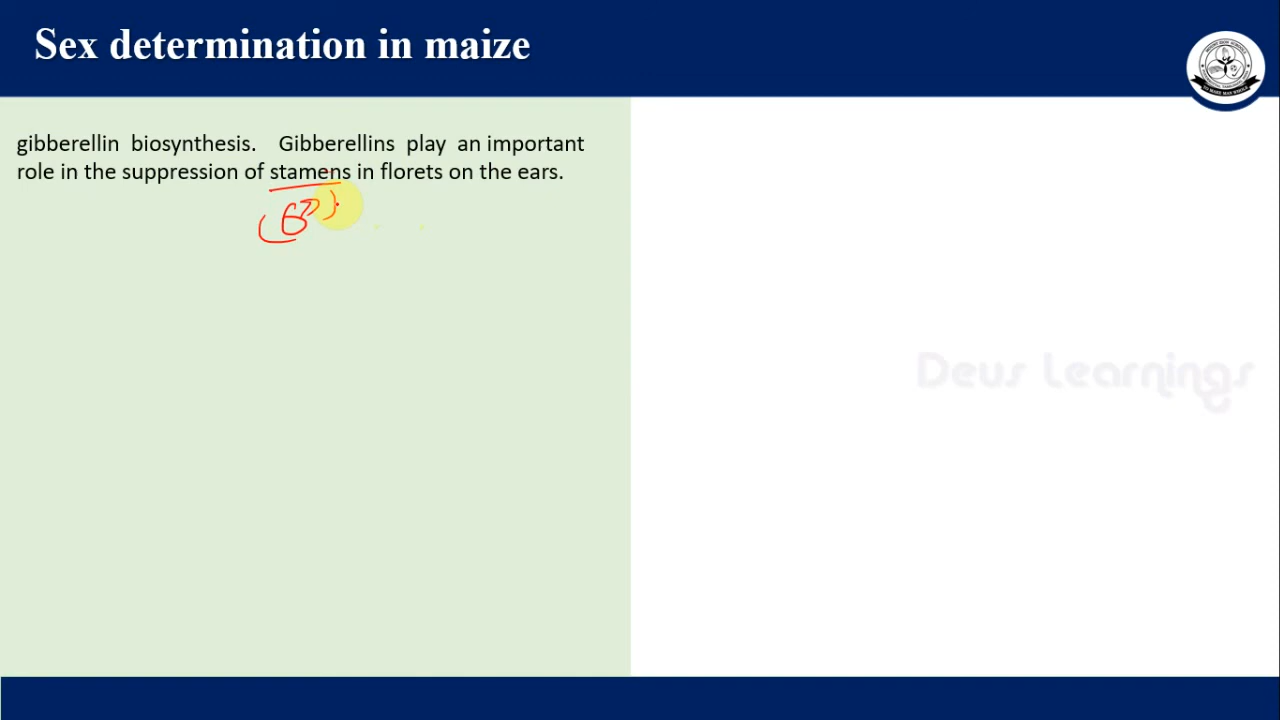 Sex determination in maize
gibberellin biosynthesis. Gibberellins play an important
role in the suppression of stamens in florets on the ears.
Deus Learnings